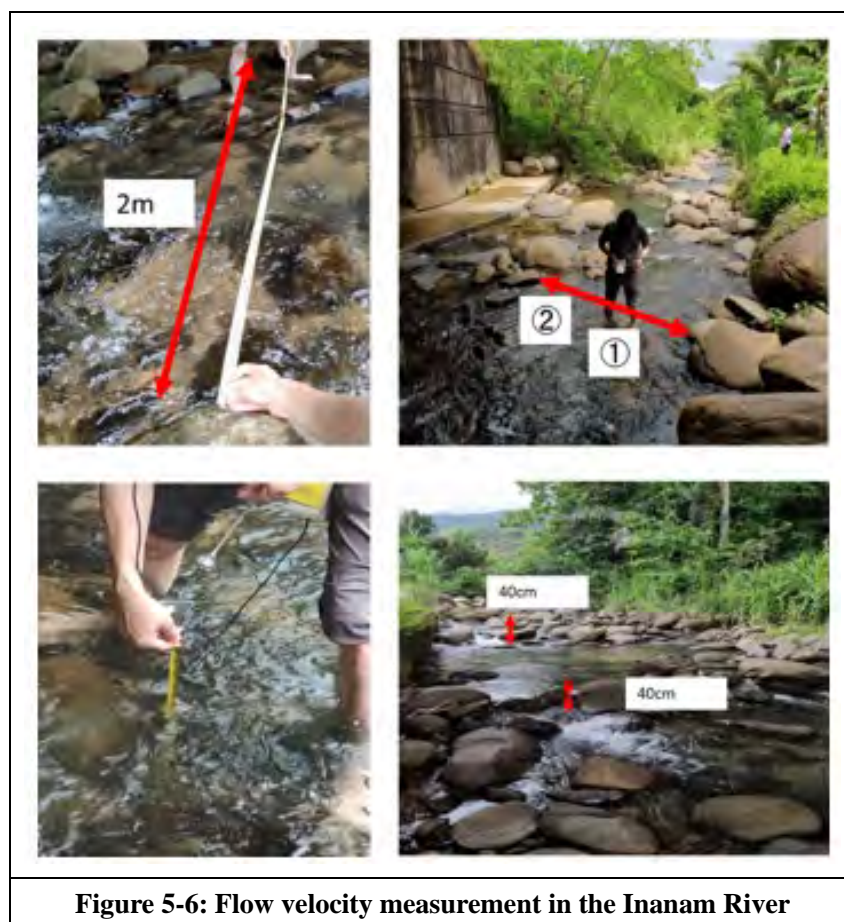 2m
②
①
40cm
40cm
Figure 5-6: Flow velocity measurement in the Inanam River